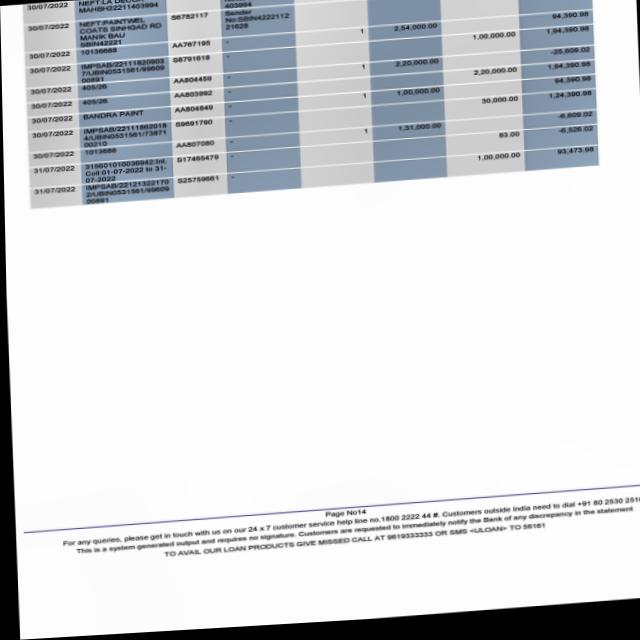 30/07/2022 NEFT:LA DECO
MAHBH22211403994 403994 94,390.98
30/07/2022 NEFT:PAINTWEL S6782117 Sender
COATS SINHGAD RD No:SBIN4222112
MANIK BAU 21628
SBIN42221 1,00,000.00 1,94,390.98
30/07/2022 10136688 AA767195 - 1 2,54,000.00 -25,609.02
30/07/2022 IMPSAB/22111820903 S8791818 -
7/UBIN0531561/99609
00891 2,20,000.00 1,94,390.98
30/07/2022 405/26 AA804459 - 1 2,20,000.00
30/07/2022 405/26 AA803992 - 1 1,00,000.00 94,390.98
30/07/2022 BANDRA PAINT AA804849 - 30,000.00 1,24,390.98
30/07/2022 IMPSAB/22111862018 S9691790 -
4/UBIN0531561/73871
00210
30/07/2022 1013688 AA807080 - 1 1,31,000.00 -6,609.02
31/07/2022 315601010036942:Int. S17465479 - 83.00 -6,526.02
Coll:01-07-2022 to 31-
07-2022
31/07/2022 IMPSAB/22121322170 S25759661 - 1,00,000.00 93,473.98
2/UBIN0531561/99609
00891
Page No14
For any queries, please get in touch with us on our 24 x 7 customer service help line no.1800 2222 44 #. Customers outside India need to dial +91 80 2530 2510
This is a system generated output and requires no signature. Customers are requested to immediately notify the Bank of any discrepancy in the statement
TO AVAIL OUR LOAN PRODUCTS GIVE MISSED CALL AT 9619333333 OR SMS <ULOAN> TO 56161